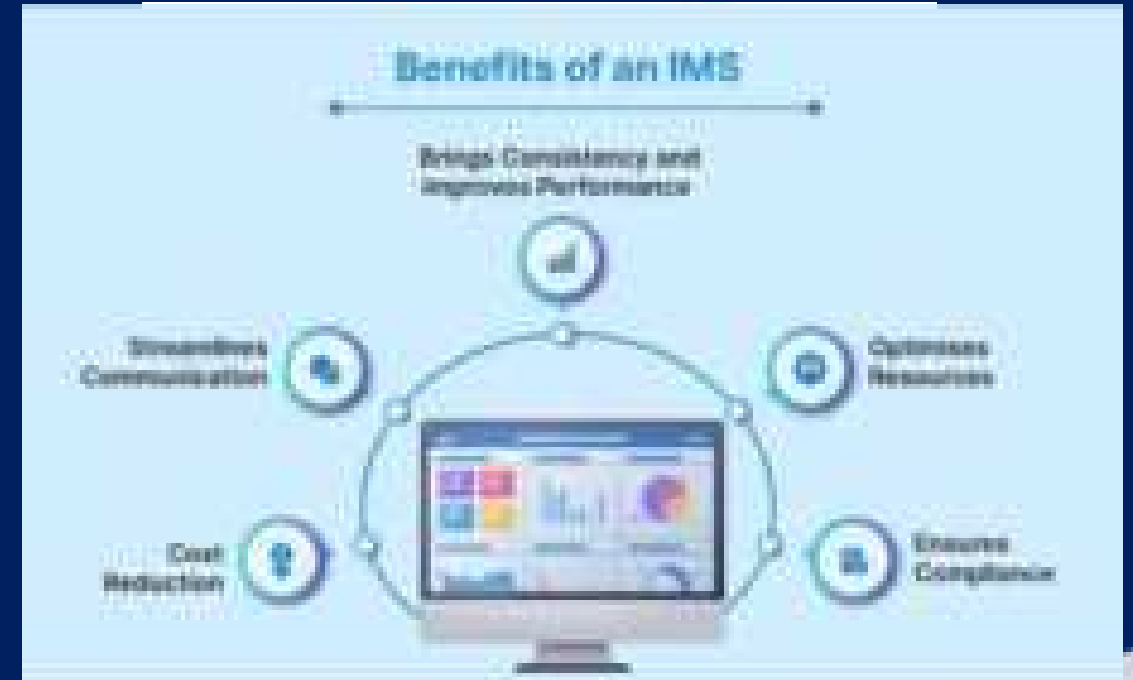 Benefits of an IMS
Brings Consistency and
Improves Performance
Streamlines
Communication
Optimises
Resources
Cost
Reduction
Ensures
Compliance